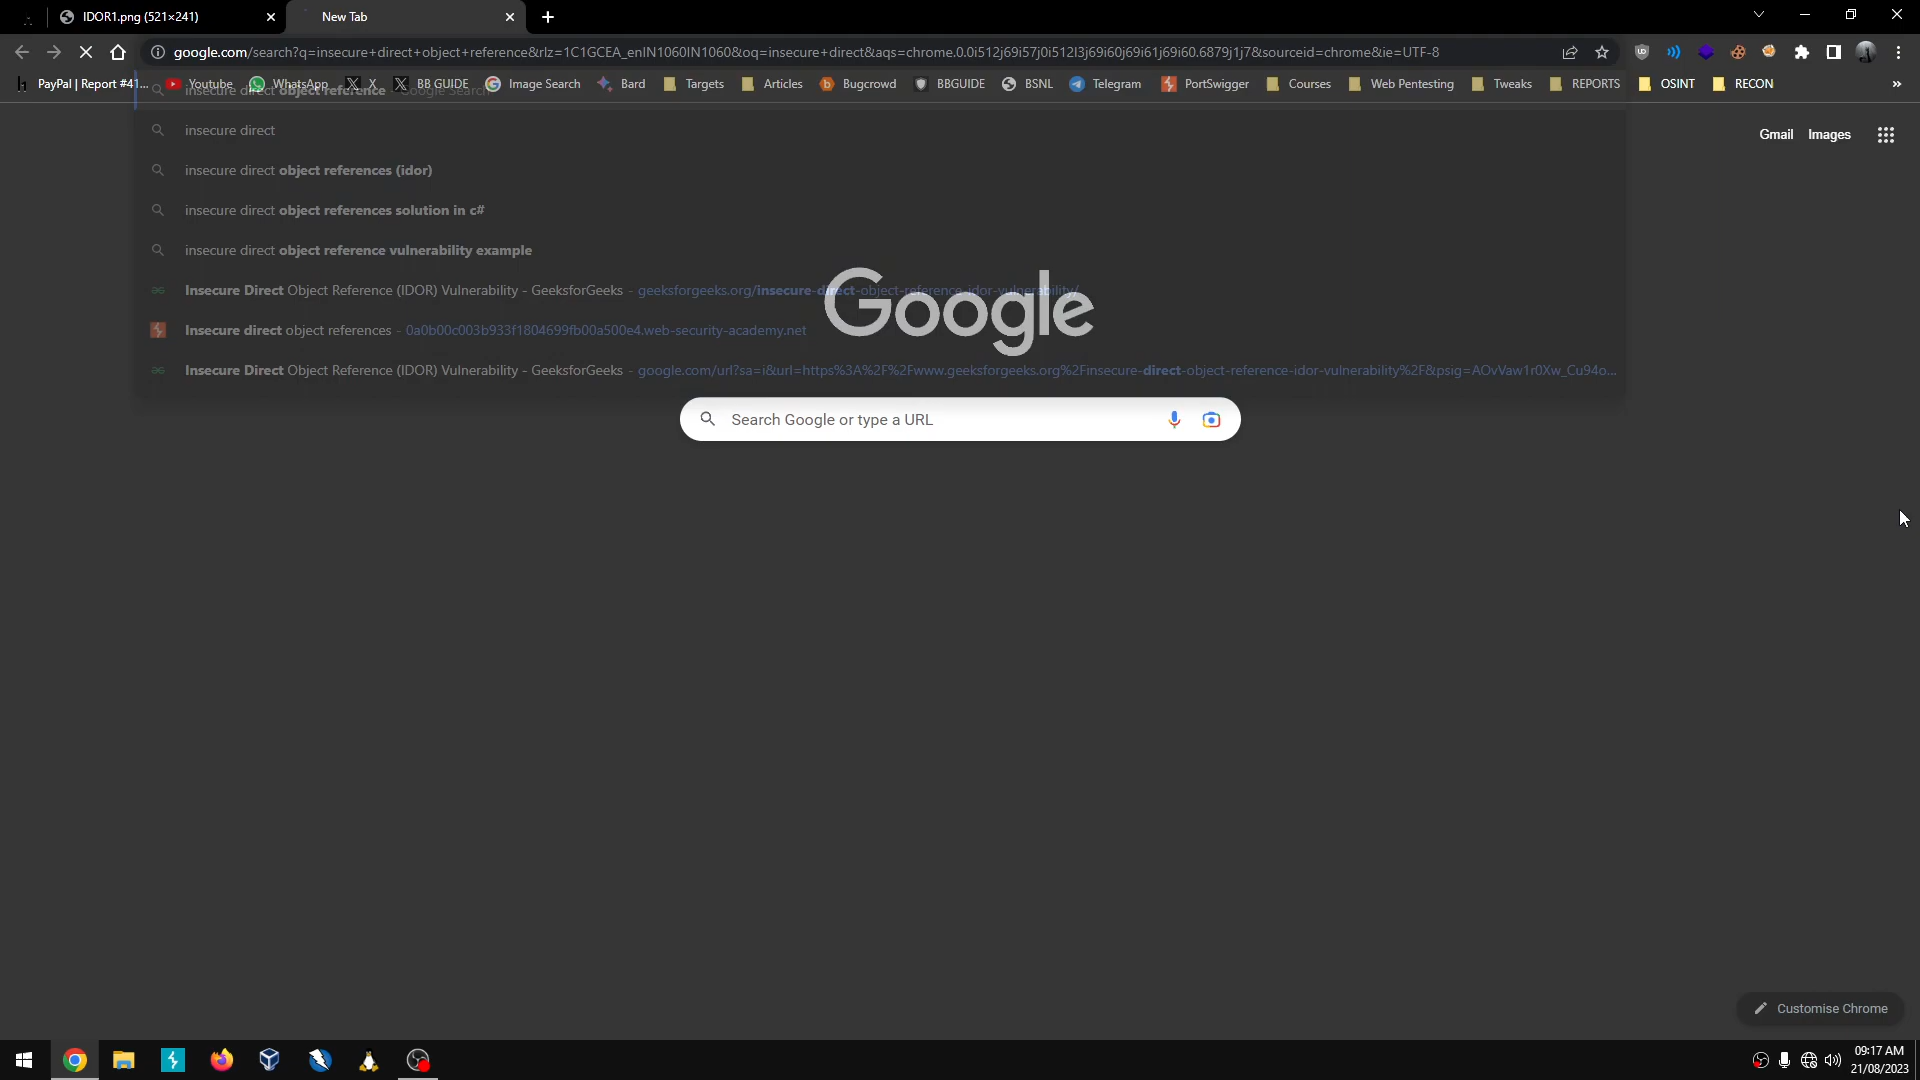 IDOR1.png (521×241)
New Tab
google.com/search?q=insecure+direct+object+reference&rlz=1C1GCEA_enIN1060IN1060&oq=insecure+direct&aqs=chrome.0.0i512j69i57j0i512l3j69i60j69i61j69i60.6879j1j7&sourceid=chrome&ie=UTF-8
PayPal | Report #41... Youtube WhatsApp X BB GUIDE Image Search Bard Targets Articles Bugcrowd BBGUIDE BSNL Telegram PortSwigger Courses Web Pentesting Tweaks REPORTS OSINT RECON »
insecure direct object reference - Google Search
insecure direct
Gmail Images
insecure direct object references (idor)
insecure direct object references solution in c#
insecure direct object reference vulnerability example
Insecure Direct Object Reference (IDOR) Vulnerability - GeeksforGeeks - geeksforgeeks.org/insecure-direct-object-reference-idor-vulnerability/
Google
Insecure direct object references - 0a0b00c003b933f1804699fb00a500e4.web-security-academy.net
Insecure Direct Object Reference (IDOR) Vulnerability - GeeksforGeeks - google.com/url?sa=i&url=https%3A%2F%2Fwww.geeksforgeeks.org%2Finsecure-direct-object-reference-idor-vulnerability%2F&psig=AOvVaw1r0Xw_Cu94o...
Search Google or type a URL
Customise Chrome
09:17 AM
21/08/2023